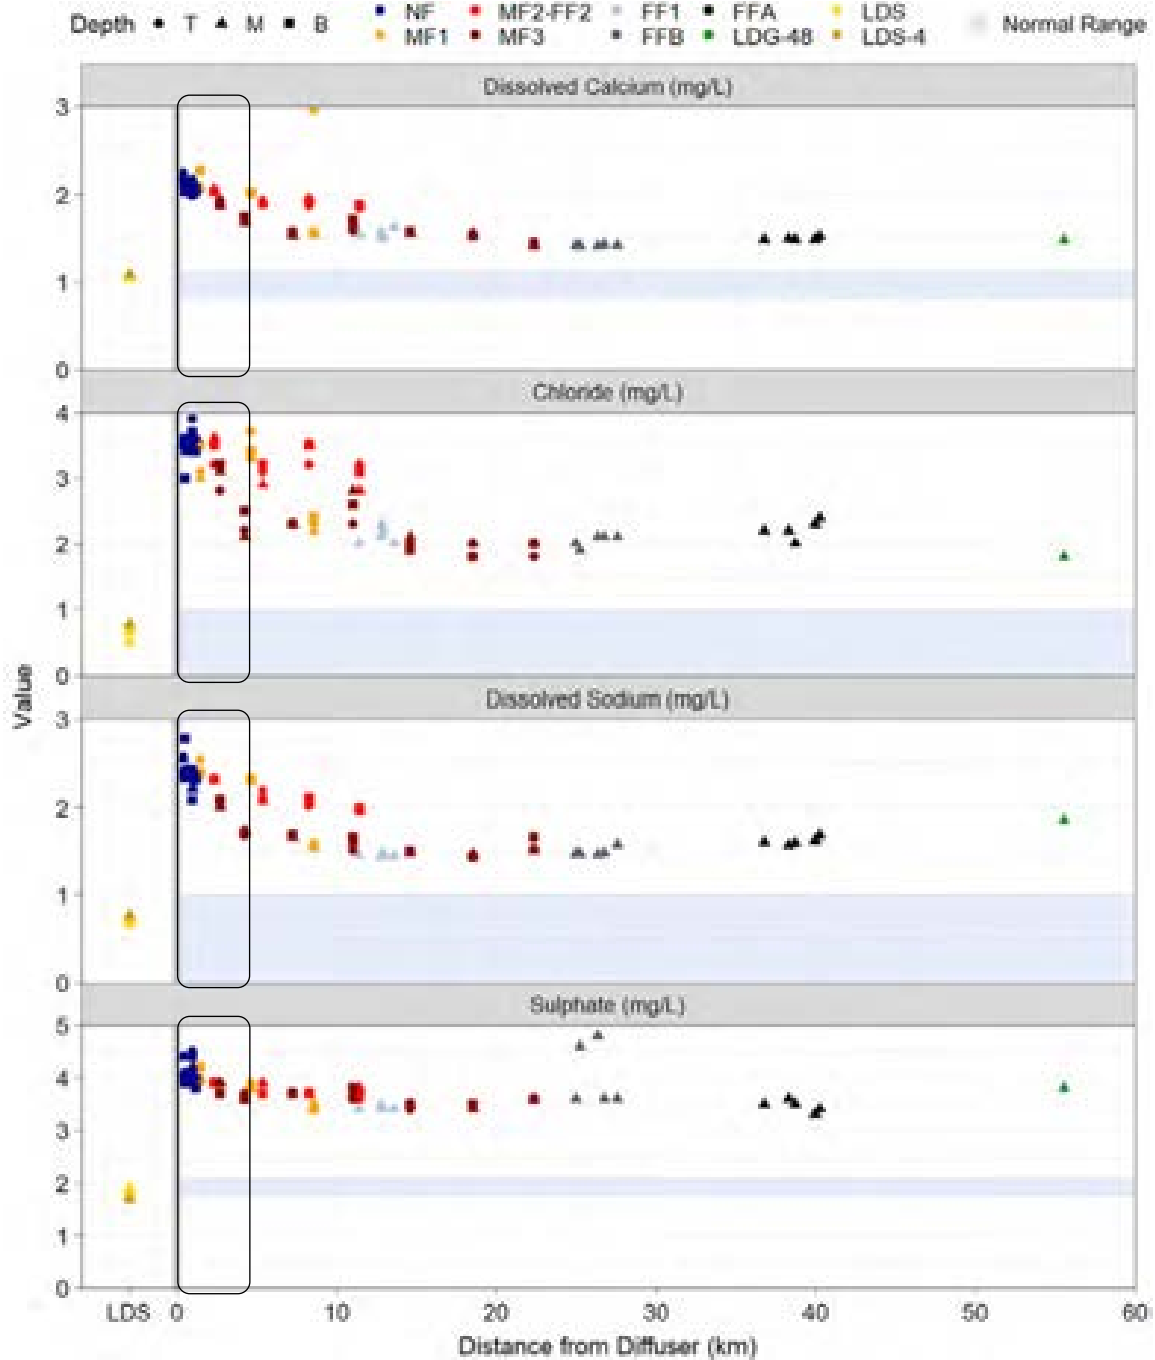 Depth T M B NF MF2-FF2 FF1 FFA LDS Normal Range
MF1 MF3 FFB LDG-48 LDS-4
Dissolved Calcium (mg/L)
3
2
1
0
Chloride (mg/L)
4
3
2
1
0
Value
Dissolved Sodium (mg/L)
3
2
1
0
Sulphate (mg/L)
5
4
3
2
1
0
LDS 0 10 20 30 40 50 60
Distance from Diffuser (km)